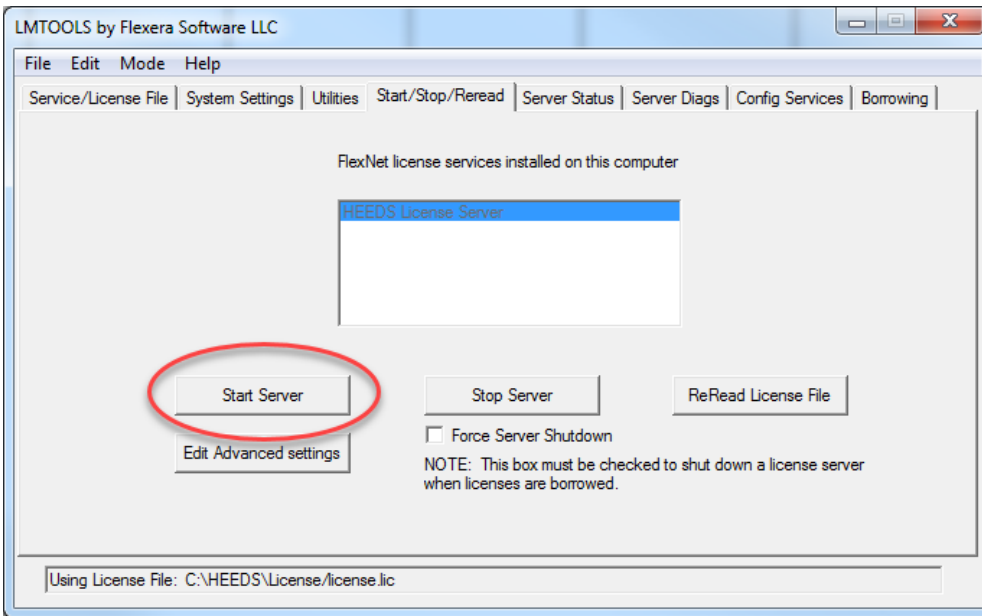 LMTOOLS by Flexera Software LLC
File Edit Mode Help
Service/License File System Settings Utilities Start/Stop/Reread Server Status Server Diags Config Services Borrowing
FlexNet license services installed on this computer
HEEDS License Server
Start Server Stop Server ReRead License File
Force Server Shutdown
Edit Advanced settings
NOTE: This box must be checked to shut down a license server
when licenses are borrowed.
Using License File: C:\HEEDS\License/license.lic